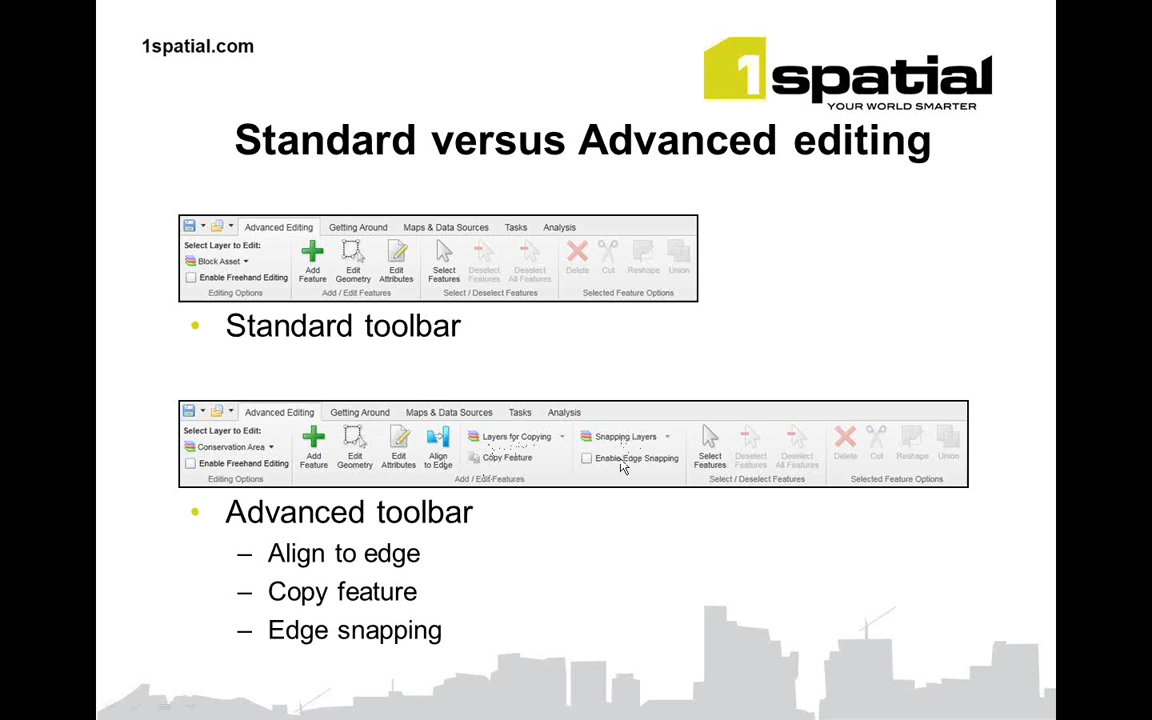 1spatial.com
1spatial
YOUR WORLD SMARTER
Standard versus Advanced editing
Advanced Editing Getting Around Maps & Data Sources Tasks Analysis
Select Layer to Edit:
Block Asset
Enable Freehand Editing
Editing Options
Add Feature
Edit Geometry
Edit Attributes
Add / Edit Features
Select Features
Deselect Features
Deselect All Features
Select / Deselect Features
Delete
Cut
Reshape
Union
Selected Feature Options
• Standard toolbar
Advanced Editing Getting Around Maps & Data Sources Tasks Analysis
Select Layer to Edit:
Conservation Area
Enable Freehand Editing
Editing Options
Add Feature
Edit Geometry
Edit Attributes
Align to Edge
Layers for Copying
Copy Feature
Snapping Layers
Enable Edge Snapping
Add / Edit Features
Select Features
Deselect Features
Deselect All Features
Select / Deselect Features
Delete
Cut
Reshape
Union
Selected Feature Options
• Advanced toolbar
– Align to edge
– Copy feature
– Edge snapping